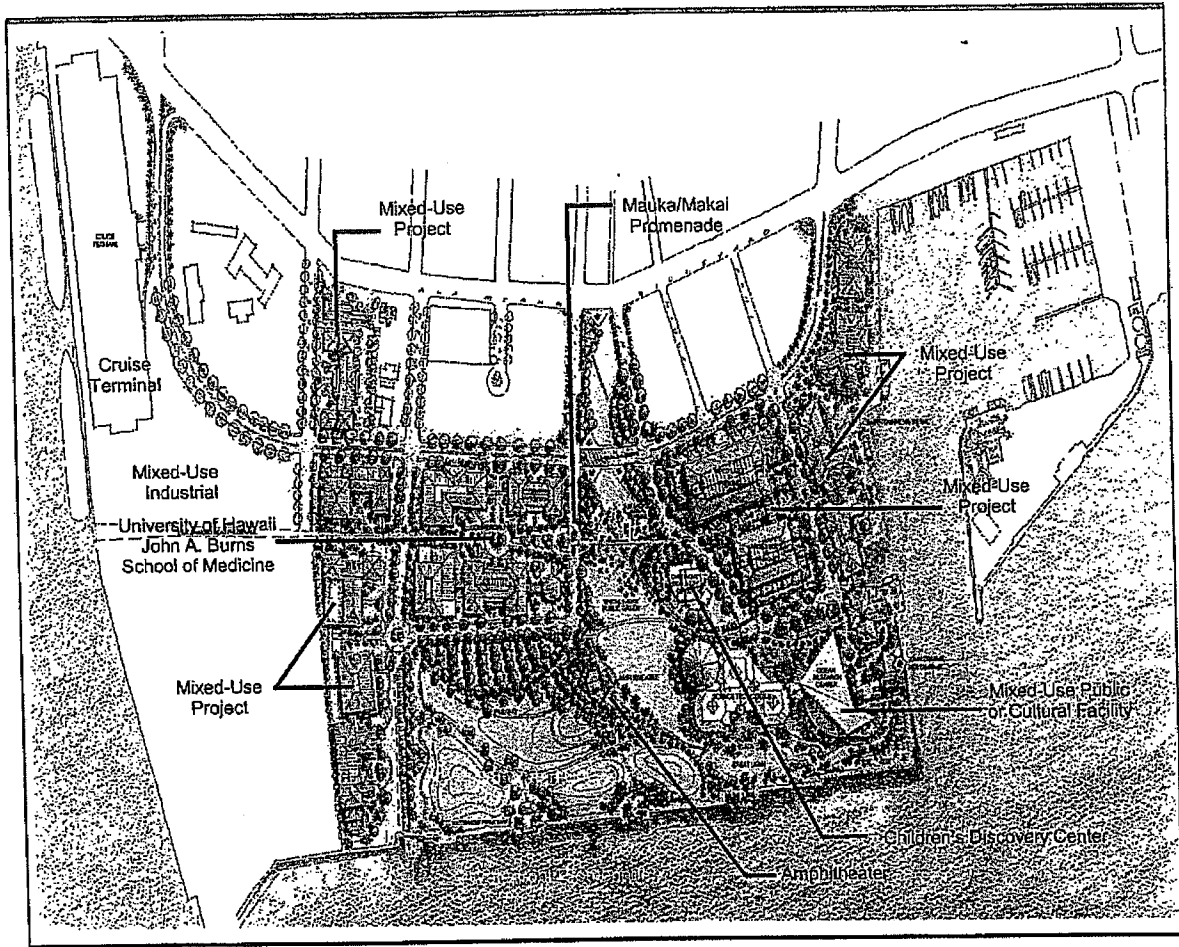 Mixed-Use
Project
Mauka/Makai
Promenade
Mixed-Use
Project
Cruise
Terminal
Mixed-Use
Industrial
University of Hawaii
John A. Burns
School of Medicine
Mixed-Use
Project
Mixed-Use
Project
Mixed-Use Public
or Cultural Facility
Children's Discovery Center
Amphitheater